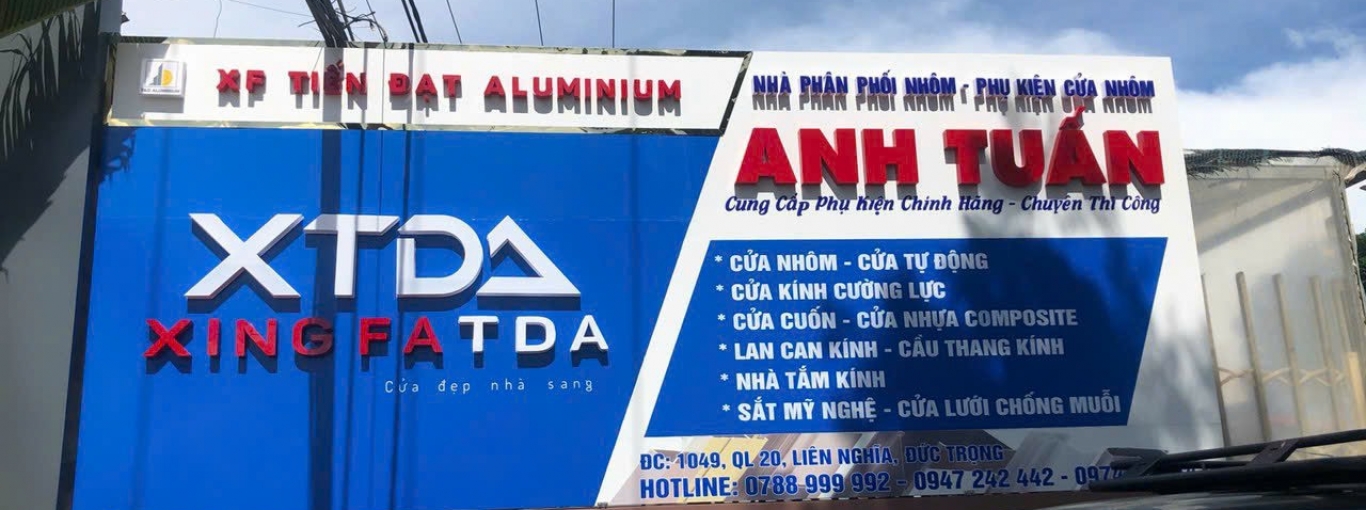 XF TIẾN ĐẠT ALUMINIUM
XTDA
XINGFATDA
Cửa đẹp nhà sang
NHÀ PHÂN PHỐI NHÔM - PHỤ KIỆN CỬA NHÔM
ANH TUẤN
Cung Cấp Phụ Kiện Chính Hãng - Chuyên Thi Công
* CỬA NHÔM - CỬA TỰ ĐỘNG
* CỬA KÍNH CƯỜNG LỰC
* CỬA CUỐN - CỬA NHỰA COMPOSITE
* LAN CAN KÍNH - CẦU THANG KÍNH
* NHÀ TẮM KÍNH
* SẮT MỸ NGHỆ - CỬA LƯỚI CHỐNG MUỖI
ĐC: 1049, QL 20, LIÊN NGHĨA, ĐỨC TRỌNG
HOTLINE: 0788 999 992 - 0947 242 442 -